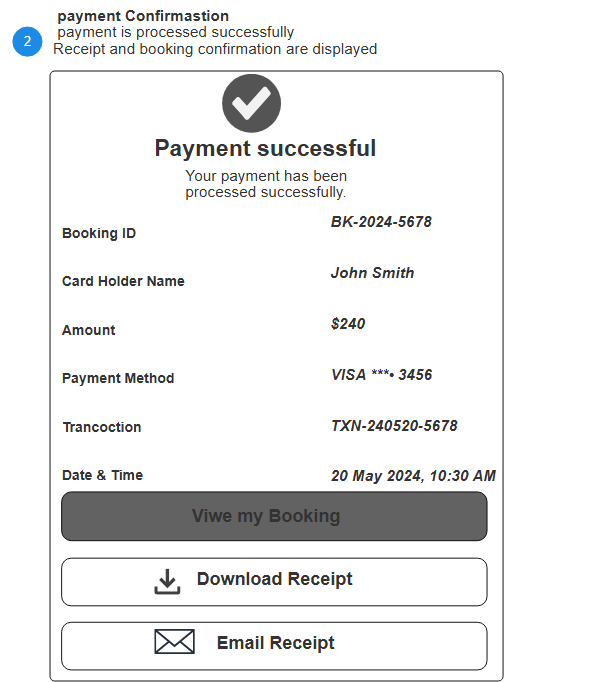 payment Confirmastion
payment is processed successfully
2
Receipt and booking confirmation are displayed
Payment successful
Your payment has been
processed successfully.
Booking ID BK-2024-5678
Card Holder Name John Smith
Amount $240
Payment Method VISA ***• 3456
Trancoction TXN-240520-5678
Date & Time 20 May 2024, 10:30 AM
Viwe my Booking
Download Receipt
Email Receipt